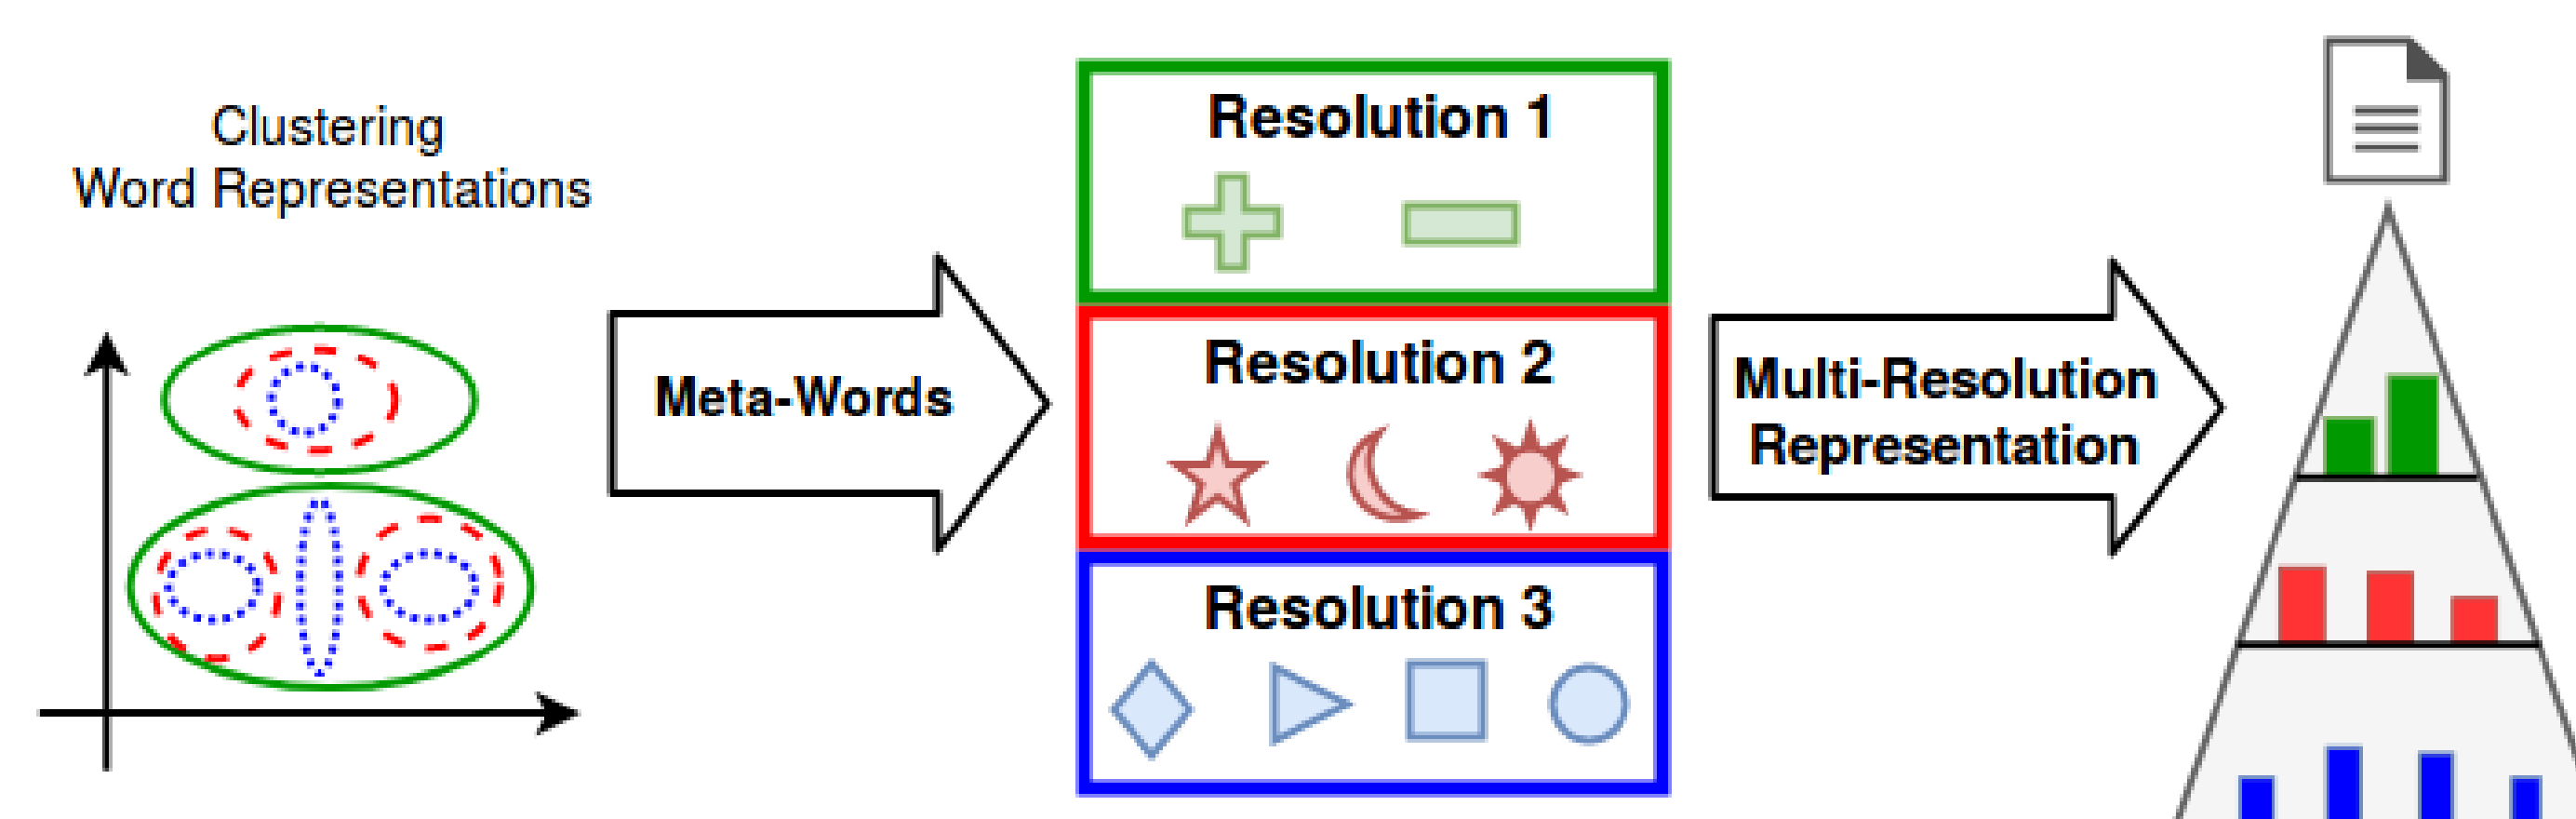 Clustering
Word Representations
Meta-Words
Resolution 1
Resolution 2
Resolution 3
Multi-Resolution
Representation